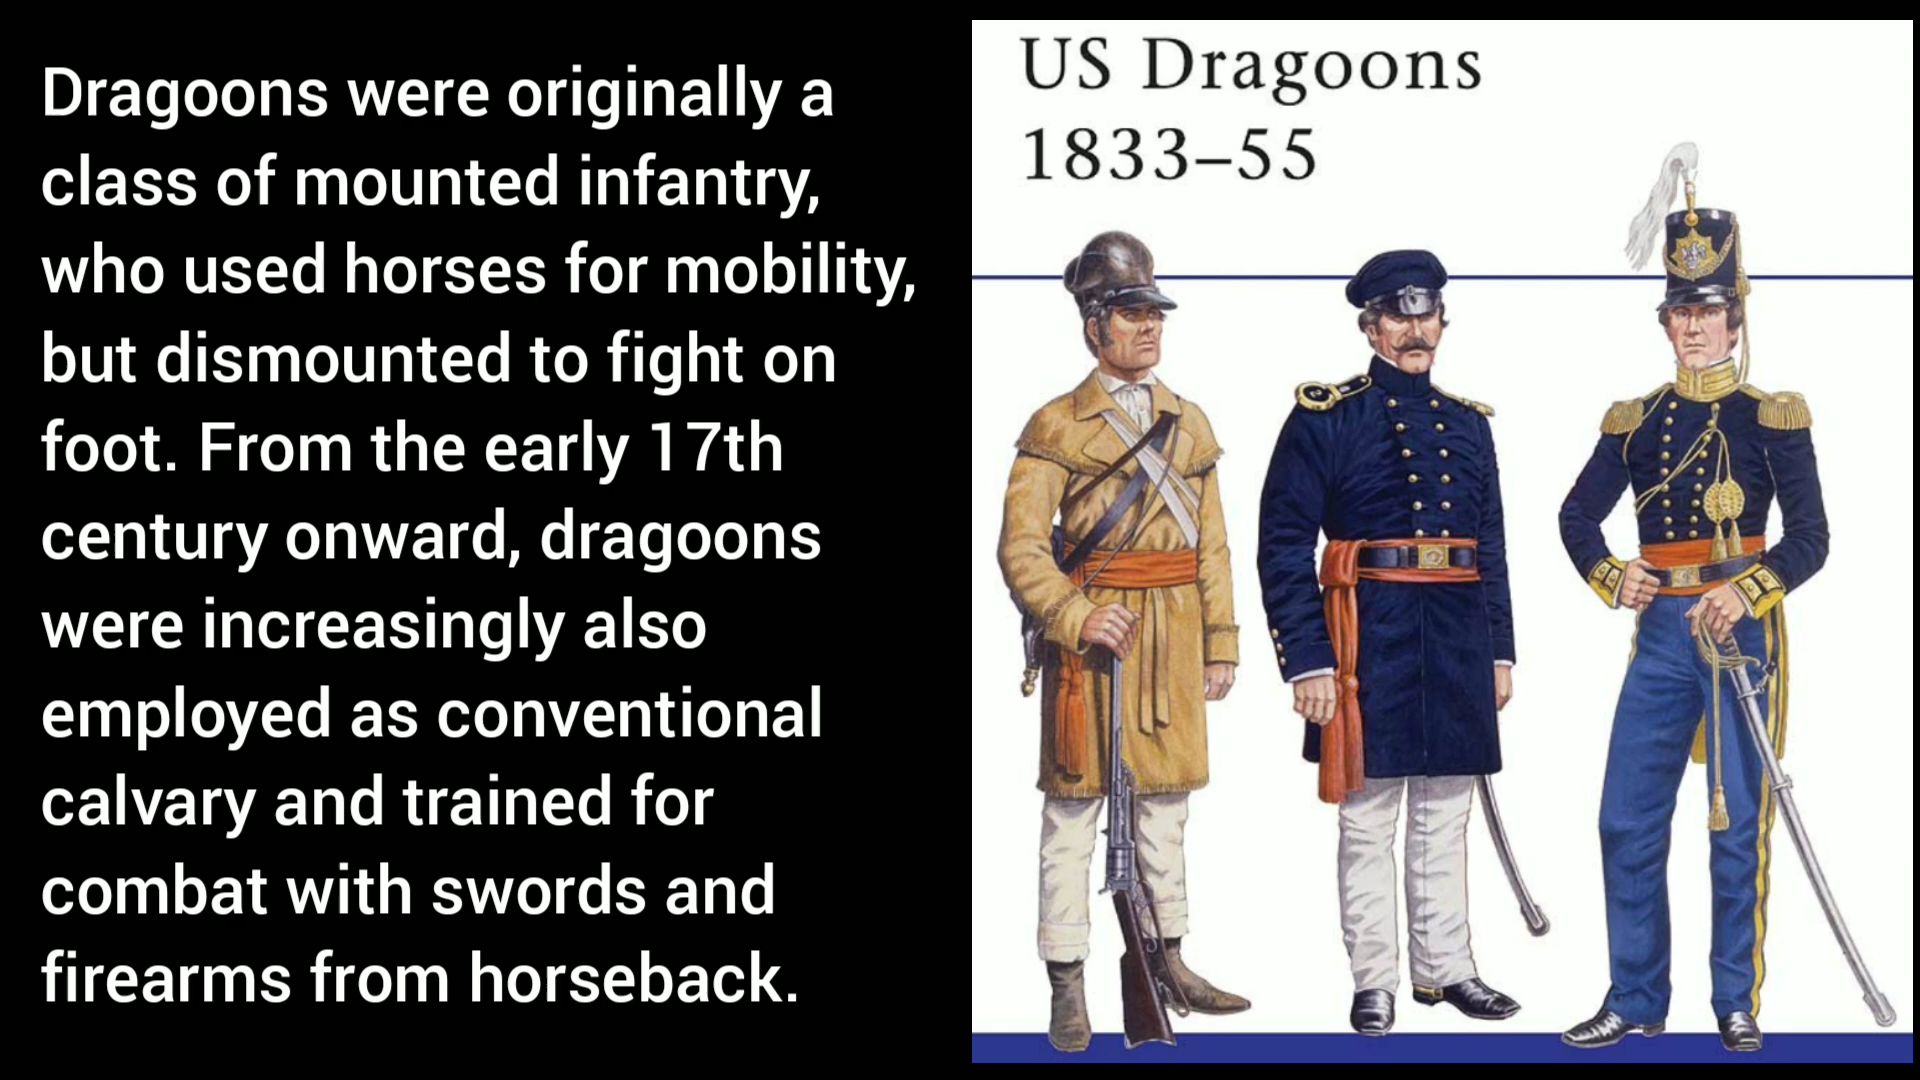 Dragoons were originally a
class of mounted infantry,
who used horses for mobility,
but dismounted to fight on
foot. From the early 17th
century onward, dragoons
were increasingly also
employed as conventional
calvary and trained for
combat with swords and
firearms from horseback.
US Dragoons
1833–55